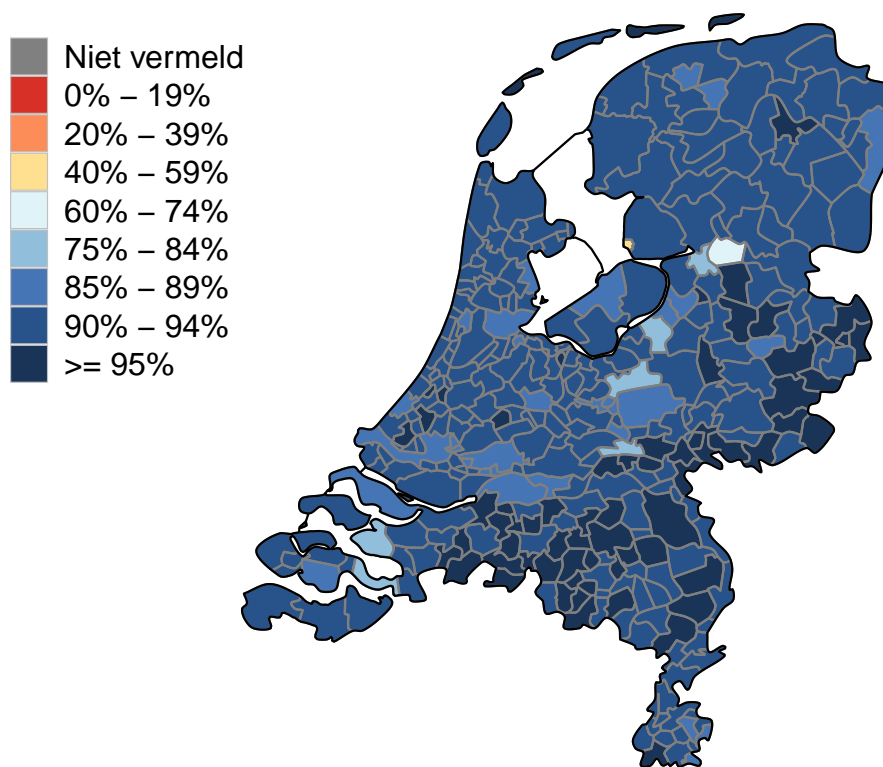 Niet vermeld
0% – 19%
20% – 39%
40% – 59%
60% – 74%
75% – 84%
85% – 89%
90% – 94%
>= 95%